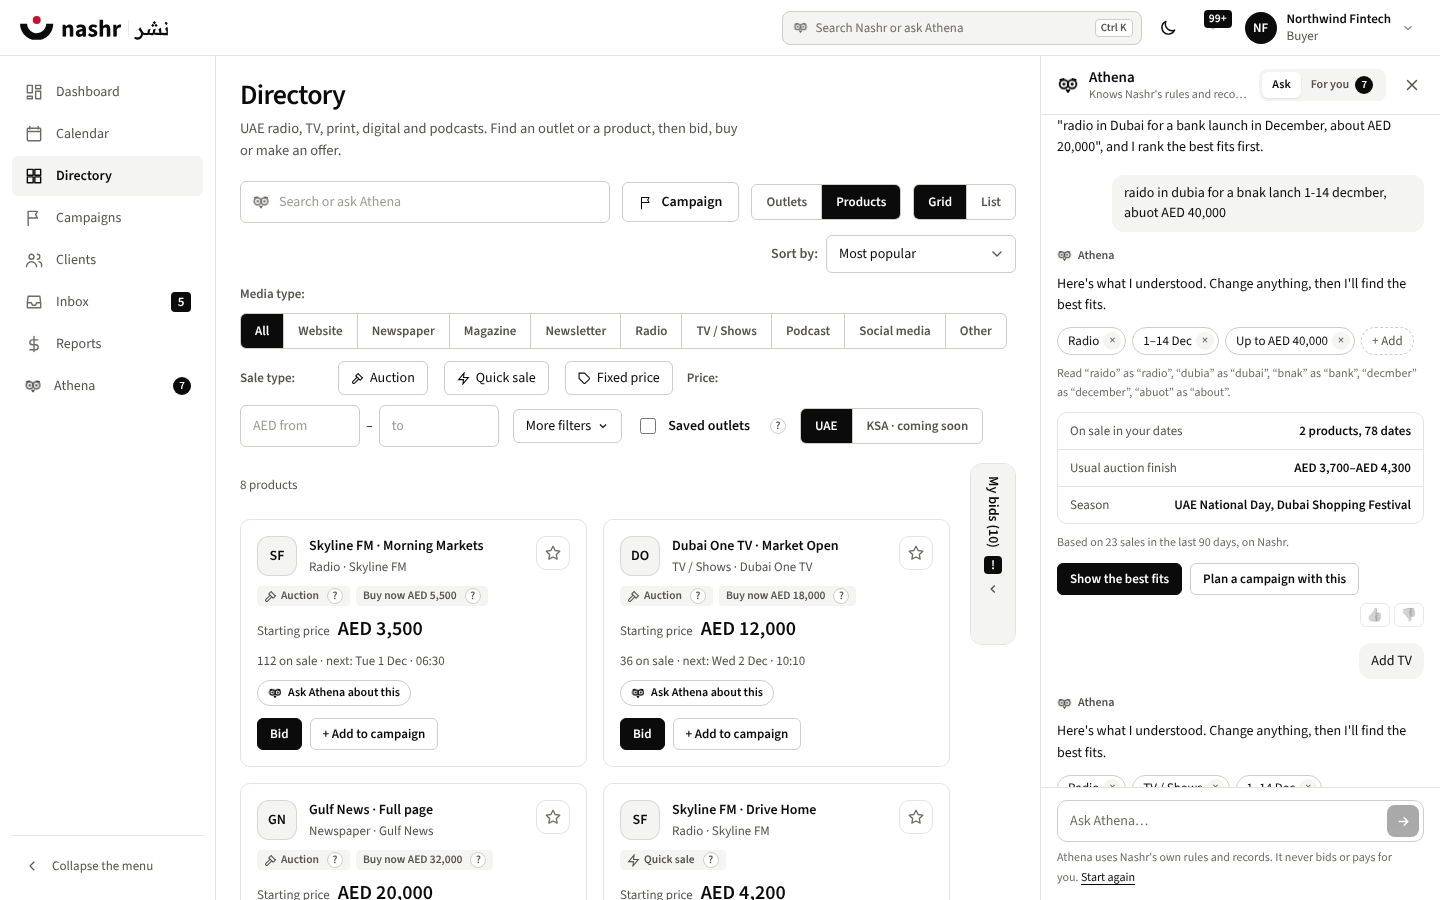 nashr نشر
Search Nashr or ask Athena
Ctrl K
99+
NF
Northwind Fintech
Buyer
Dashboard
Calendar
Directory
Campaigns
Clients
Inbox
5
Reports
Athena
7
Collapse the menu
Directory
UAE radio, TV, print, digital and podcasts. Find an outlet or a product, then bid, buy
or make an offer.
Search or ask Athena
Campaign
Outlets
Products
Grid
List
Sort by:
Most popular
Media type:
All
Website
Newspaper
Magazine
Newsletter
Radio
TV / Shows
Podcast
Social media
Other
Sale type:
Auction
Quick sale
Fixed price
Price:
AED from
–
to
More filters
Saved outlets
?
UAE
KSA · coming soon
8 products
My bids (10)
!
SF
Skyline FM · Morning Markets
Radio · Skyline FM
Auction ?
Buy now AED 5,500 ?
Starting price AED 3,500
112 on sale · next: Tue 1 Dec · 06:30
Ask Athena about this
Bid
+ Add to campaign
DO
Dubai One TV · Market Open
TV / Shows · Dubai One TV
Auction ?
Buy now AED 18,000 ?
Starting price AED 12,000
36 on sale · next: Wed 2 Dec · 10:10
Ask Athena about this
Bid
+ Add to campaign
GN
Gulf News · Full page
Newspaper · Gulf News
Auction ?
Buy now AED 32,000 ?
Starting price AED 20,000
SF
Skyline FM · Drive Home
Radio · Skyline FM
Quick sale ?
Starting price AED 4,200
Athena
Knows Nashr's rules and reco…
Ask
For you 7
"radio in Dubai for a bank launch in December, about AED
20,000", and I rank the best fits first.
raido in dubia for a bnak lanch 1-14 decmber,
abuot AED 40,000
Athena
Here's what I understood. Change anything, then I'll find the
best fits.
Radio ×
1–14 Dec ×
Up to AED 40,000 ×
+ Add
Read “raido” as “radio”, “dubia” as “dubai”, “bnak” as “bank”, “decmber”
as “december”, “abuot” as “about”.
On sale in your dates
2 products, 78 dates
Usual auction finish
AED 3,700–AED 4,300
Season
UAE National Day, Dubai Shopping Festival
Based on 23 sales in the last 90 days, on Nashr.
Show the best fits
Plan a campaign with this
Add TV
Athena
Here's what I understood. Change anything, then I'll find the
best fits.
Radio ×
TV / Shows ×
1–14 Dec ×
Ask Athena…
Athena uses Nashr's own rules and records. It never bids or pays for
you. Start again